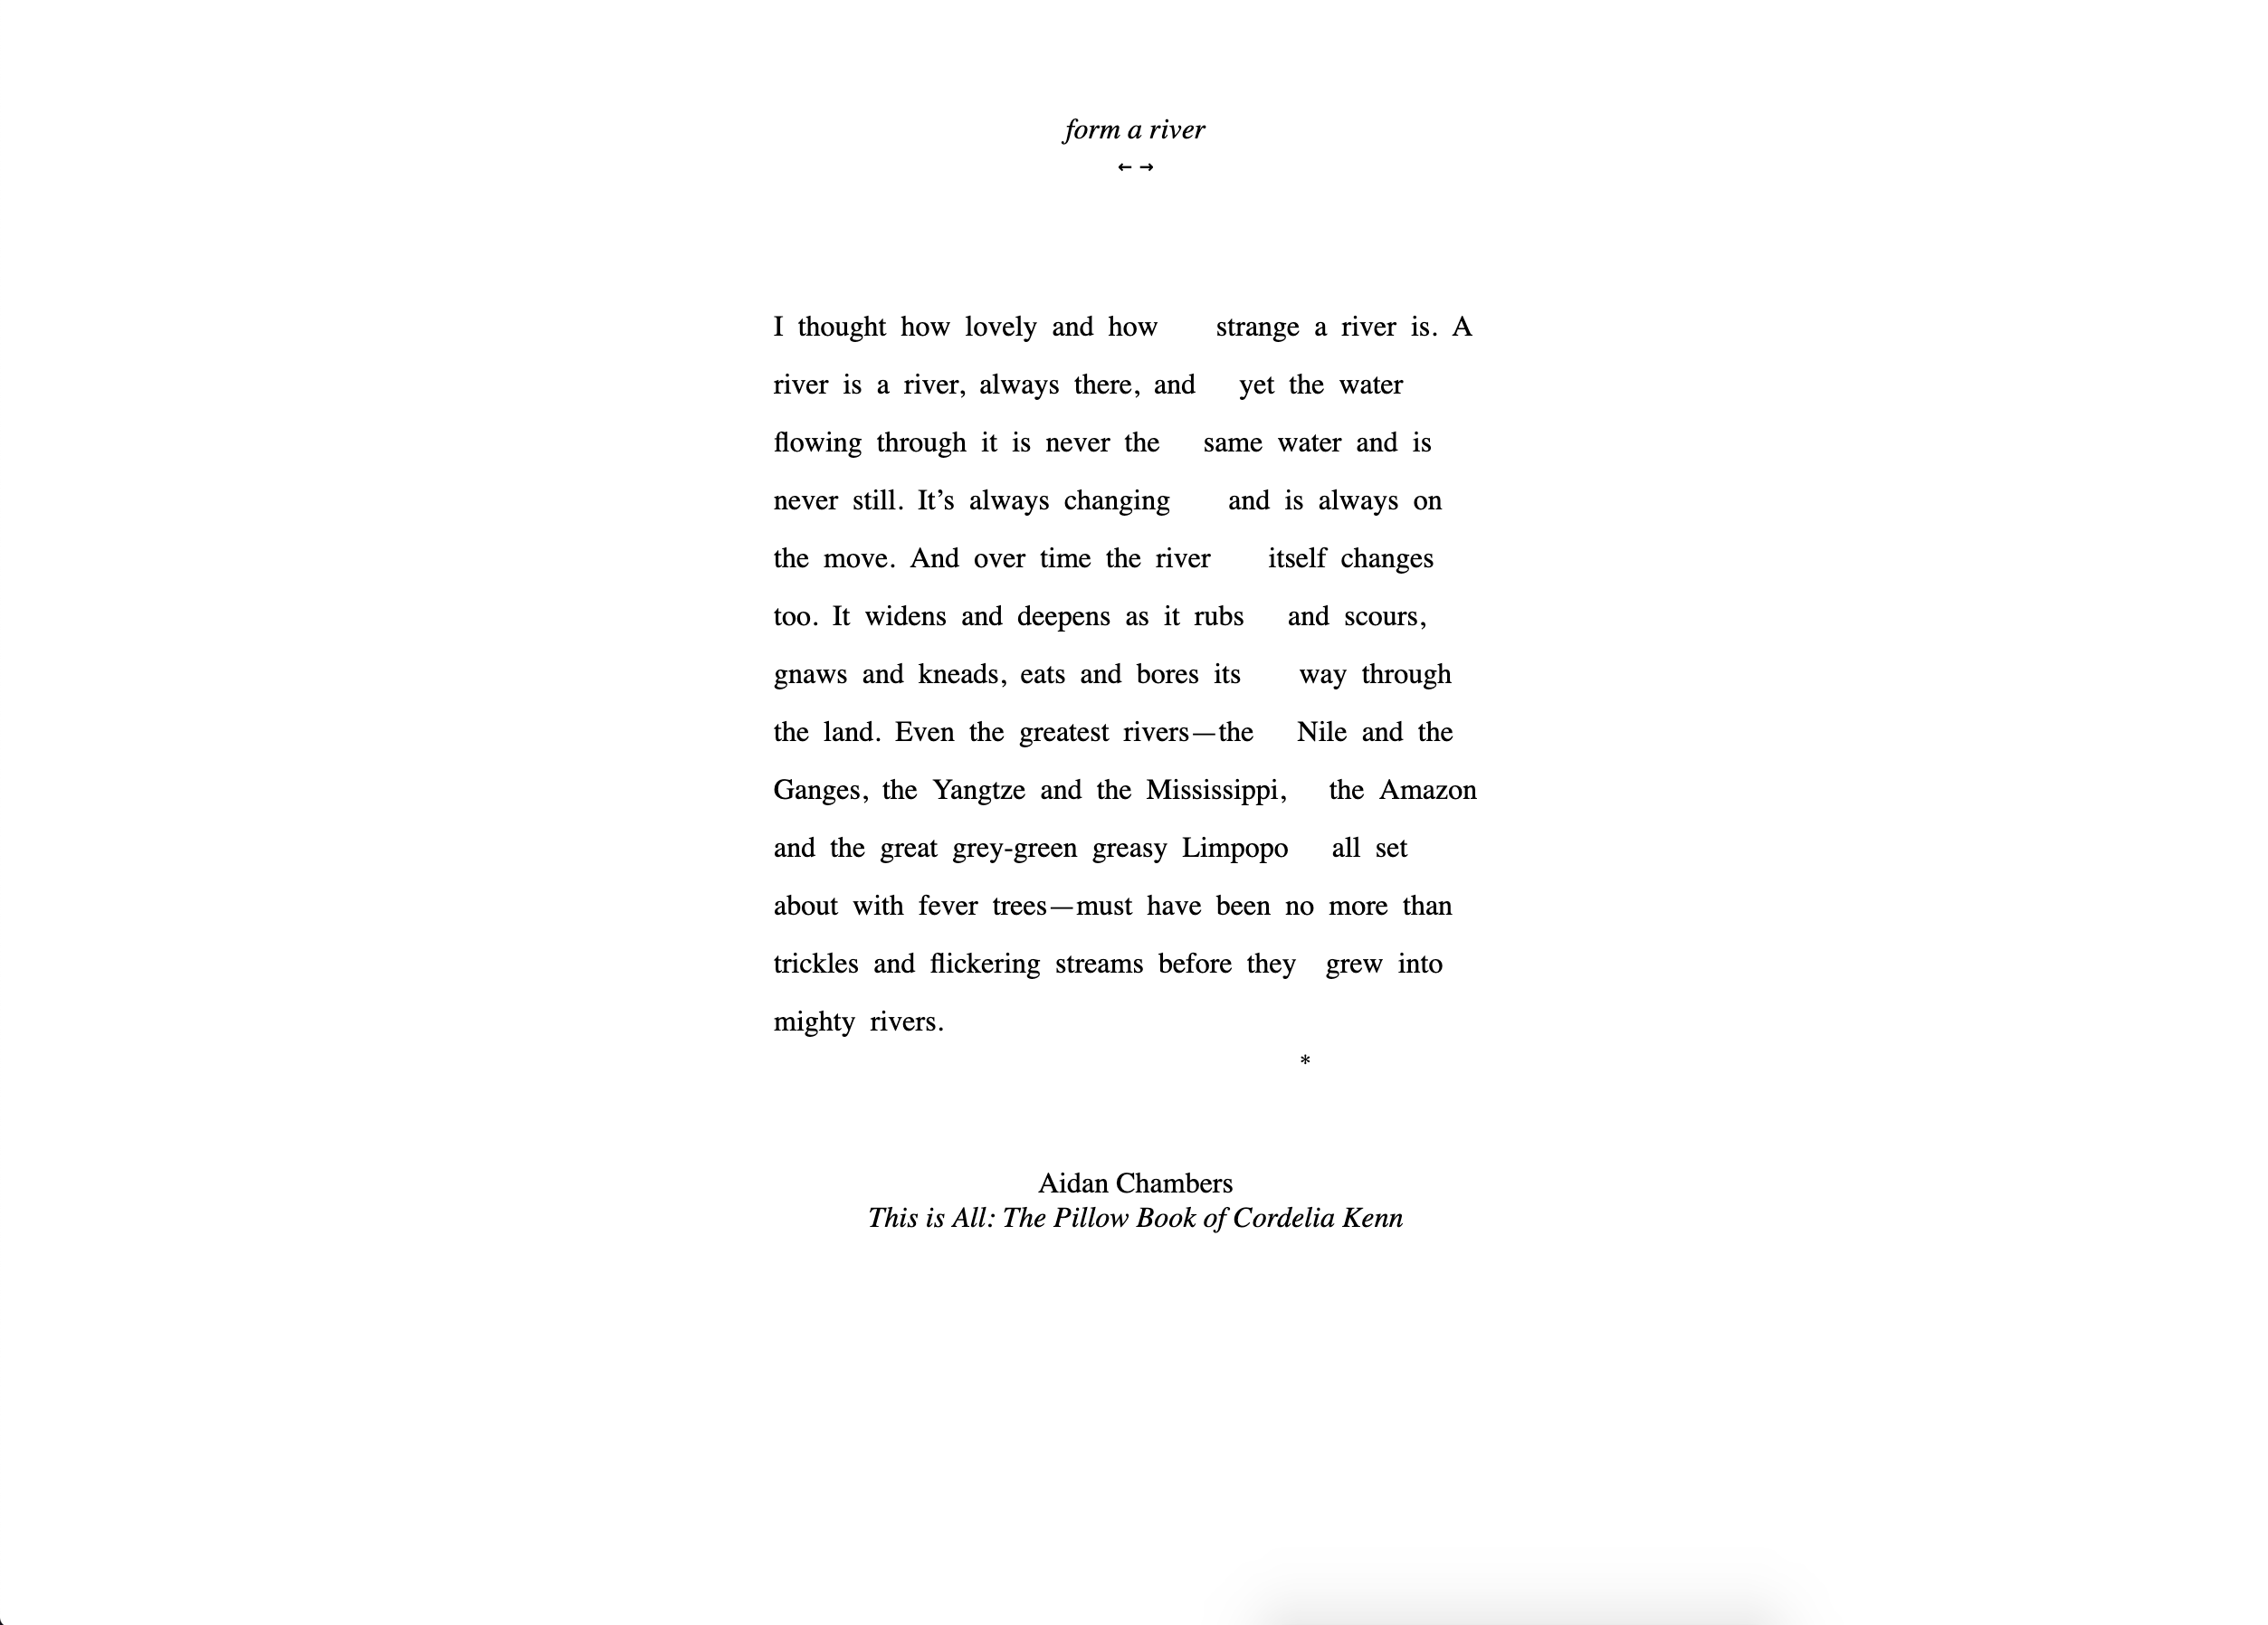 form a river
← →
I thought how lovely and how strange a river is. A
river is a river, always there, and yet the water
flowing through it is never the same water and is
never still. It’s always changing and is always on
the move. And over time the river itself changes
too. It widens and deepens as it rubs and scours,
gnaws and kneads, eats and bores its way through
the land. Even the greatest rivers—the Nile and the
Ganges, the Yangtze and the Mississippi, the Amazon
and the great grey-green greasy Limpopo all set
about with fever trees—must have been no more than
trickles and flickering streams before they grew into
mighty rivers.
*
Aidan Chambers
This is All: The Pillow Book of Cordelia Kenn